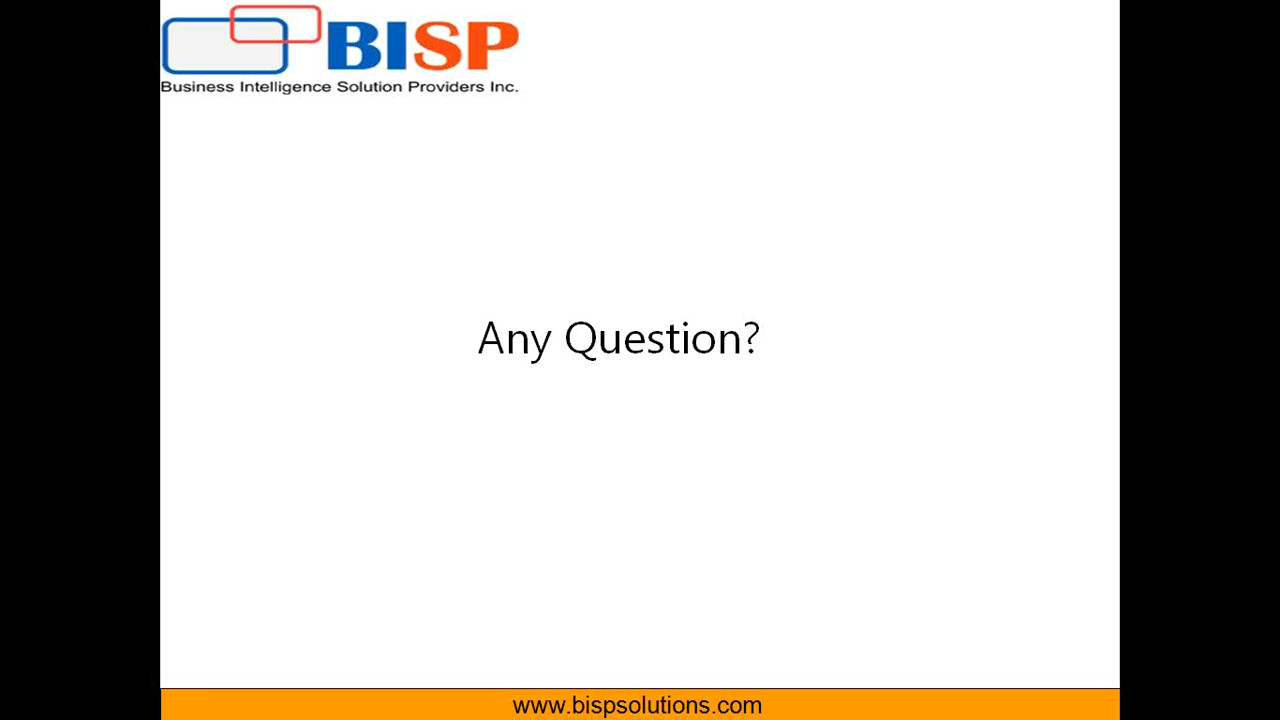 BISP
Business Intelligence Solution Providers Inc.
Any Question?
www.bispsolutions.com